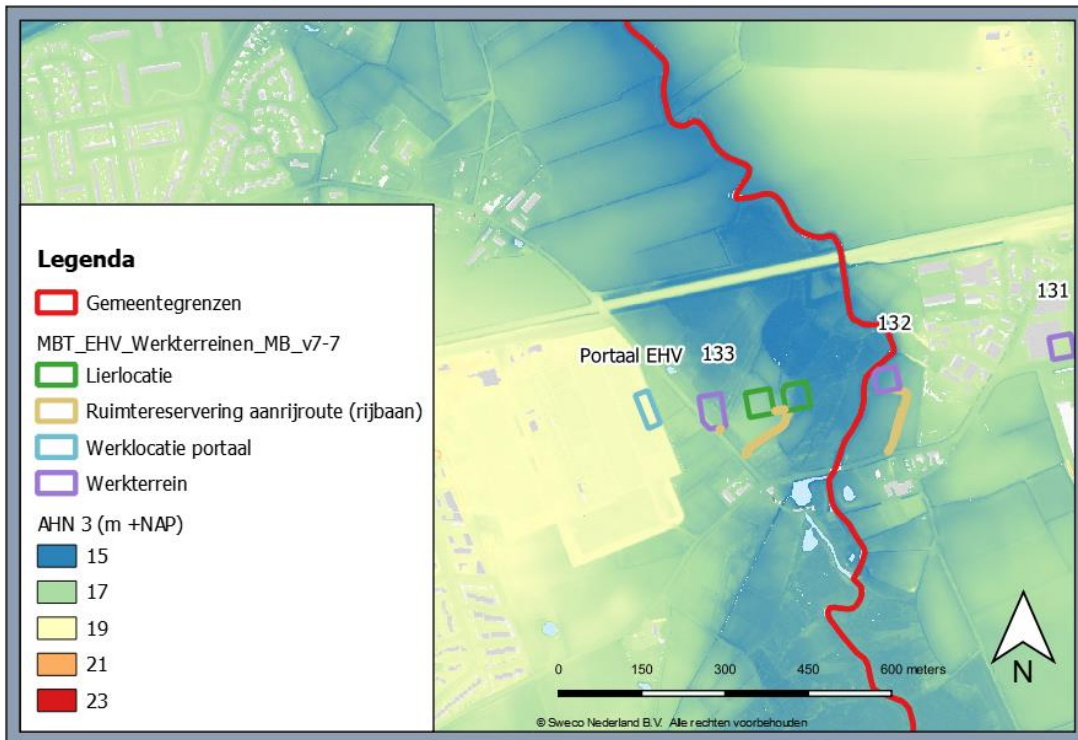 131
132
Portaal EHV 133
Legenda
Gemeentegrenzen
MBT_EHV_Werkterreinen_MB_v7-7
Lierlocatie
Ruimtereservering aanrijroute (rijbaan)
Werklocatie portaal
Werkterrein
AHN 3 (m +NAP)
15
17
19
21
23
0 150 300 450 600 meters
N
© Sweco Nederland B.V. Alle rechten voorbehouden